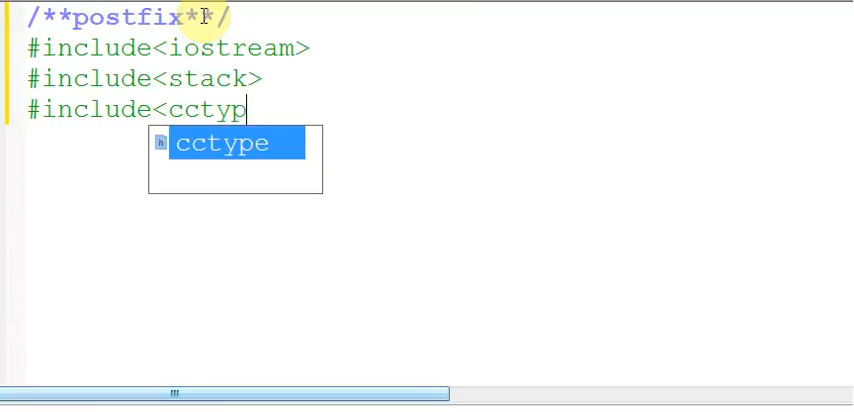 /**postfix**/
#include<iostream>
#include<stack>
#include<cctyp
cctype